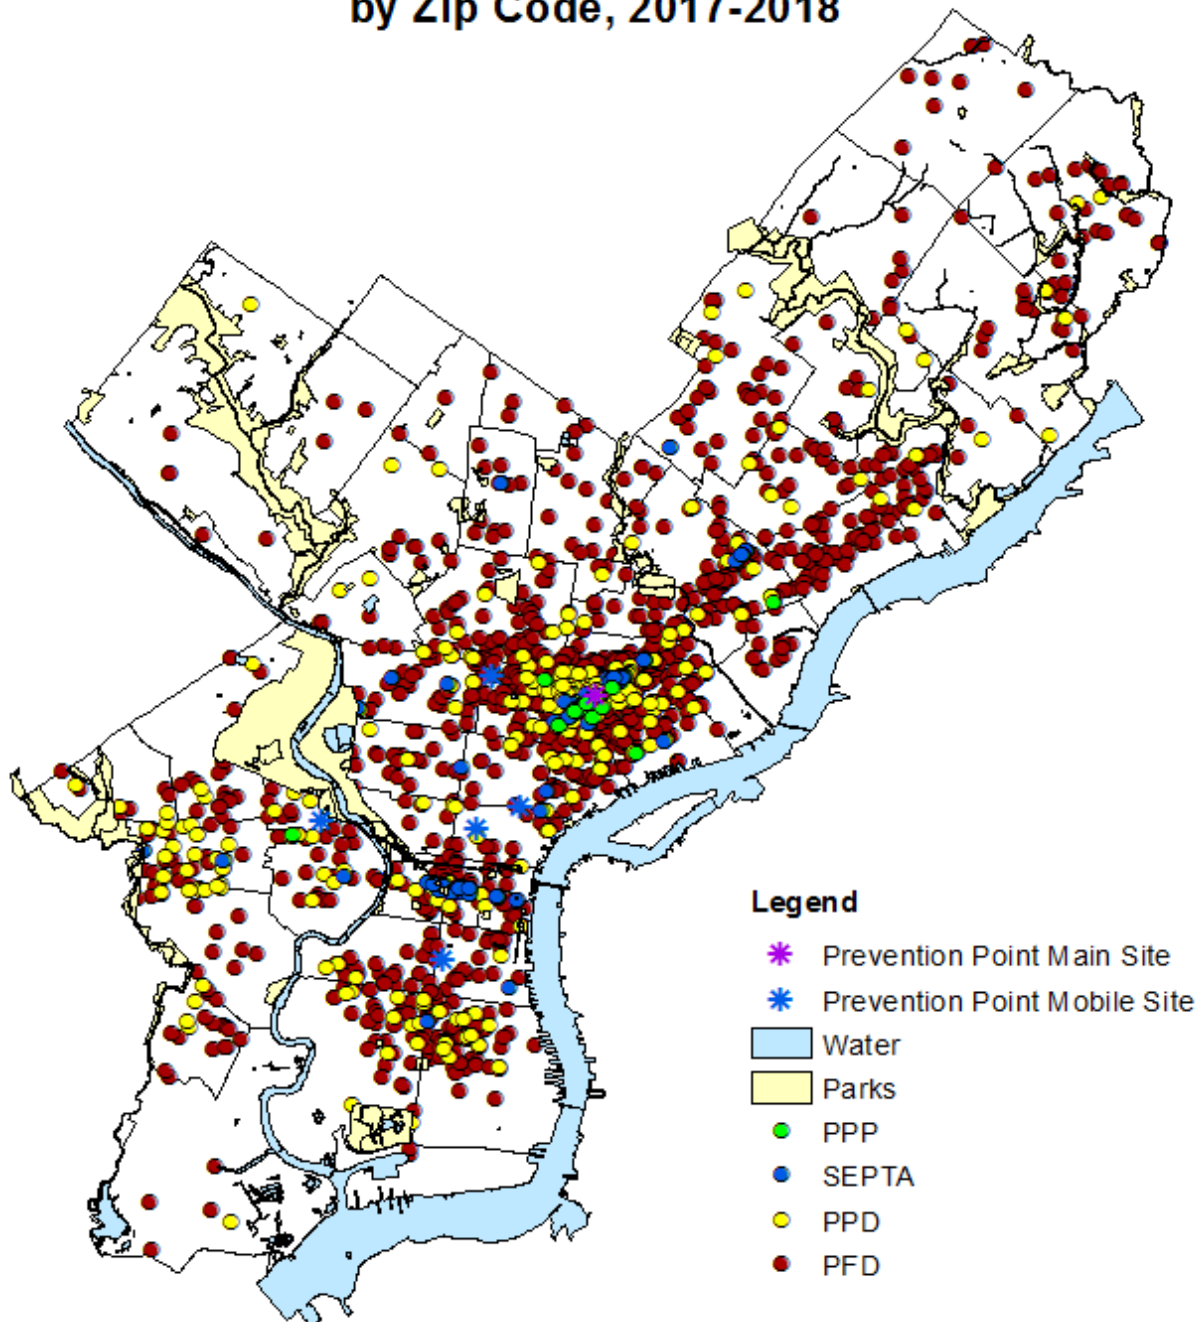 by Zip Code, 2017-2018
Legend
Prevention Point Main Site
Prevention Point Mobile Site
Water
Parks
PPP
SEPTA
PPD
PFD